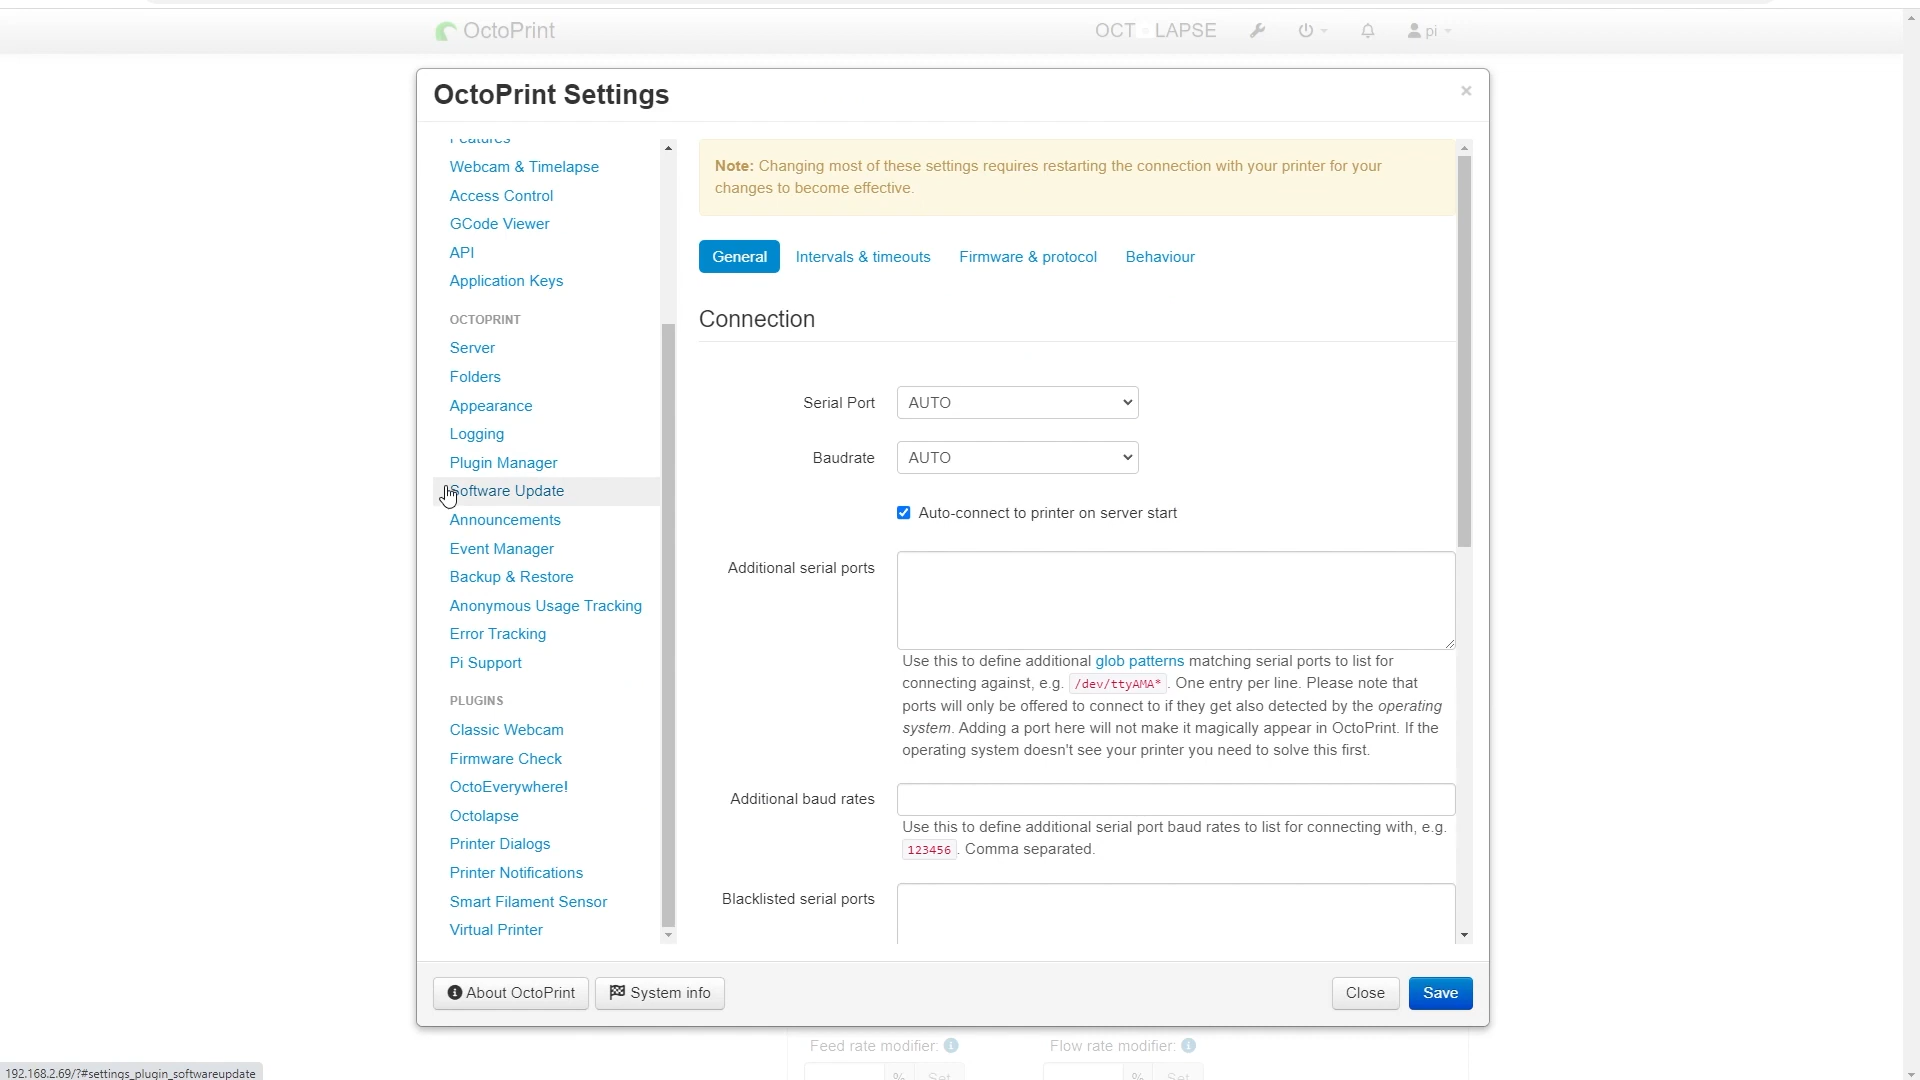 OctoPrint
OCT LAPSE
pi
OctoPrint Settings
×
Features
Webcam & Timelapse
Access Control
GCode Viewer
API
Application Keys
OCTOPRINT
Server
Folders
Appearance
Logging
Plugin Manager
Software Update
Announcements
Event Manager
Backup & Restore
Anonymous Usage Tracking
Error Tracking
Pi Support
PLUGINS
Classic Webcam
Firmware Check
OctoEverywhere!
Octolapse
Printer Dialogs
Printer Notifications
Smart Filament Sensor
Virtual Printer
Note: Changing most of these settings requires restarting the connection with your printer for your
changes to become effective.
General Intervals & timeouts Firmware & protocol Behaviour
Connection
Serial Port AUTO
Baudrate AUTO
Auto-connect to printer on server start
Additional serial ports
Use this to define additional glob patterns matching serial ports to list for
connecting against, e.g. /dev/ttyAMA* . One entry per line. Please note that
ports will only be offered to connect to if they get also detected by the operating
system. Adding a port here will not make it magically appear in OctoPrint. If the
operating system doesn't see your printer you need to solve this first.
Additional baud rates
Use this to define additional serial port baud rates to list for connecting with, e.g.
123456 . Comma separated.
Blacklisted serial ports
About OctoPrint System info Close Save
Feed rate modifier: Flow rate modifier:
% Set % Set
192.168.2.69/?#settings_plugin_softwareupdate